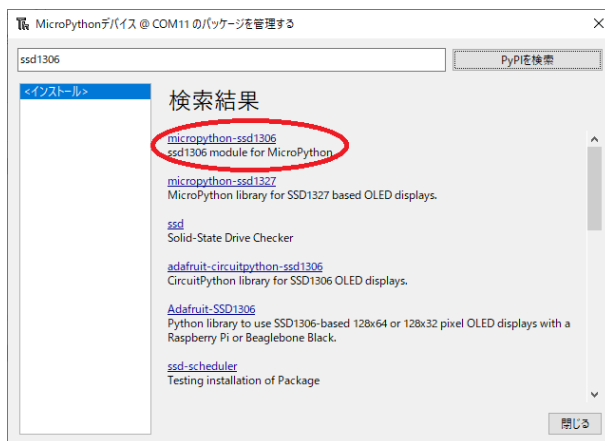 MicroPythonデバイス @ COM11 のパッケージを管理する
ssd1306
PyPIを検索
<インストール>
検索結果
micropython-ssd1306
ssd1306 module for MicroPython
micropython-ssd1327
MicroPython library for SSD1327 based OLED displays.
ssd
Solid-State Drive Checker
adafruit-circuitpython-ssd1306
CircuitPython library for SSD1306 OLED displays.
Adafruit-SSD1306
Python library to use SSD1306-based 128x64 or 128x32 pixel OLED displays with a
Raspberry Pi or Beaglebone Black.
ssd-scheduler
Testing installation of Package
閉じる